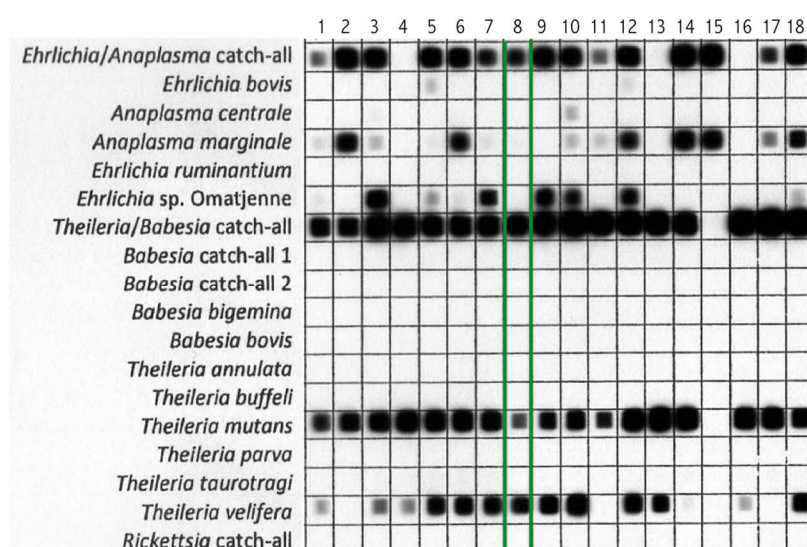 1 2 3 4 5 6 7 8 9 10 11 12 13 14 15 16 17 18
Ehrlichia/Anaplasma catch-all
Ehrlichia bovis
Anaplasma centrale
Anaplasma marginale
Ehrlichia ruminantium
Ehrlichia sp. Omatjenne
Theileria/Babesia catch-all
Babesia catch-all 1
Babesia catch-all 2
Babesia bigemina
Babesia bovis
Theileria annulata
Theileria buffeli
Theileria mutans
Theileria parva
Theileria taurotragi
Theileria velifera
Rickettsia catch-all